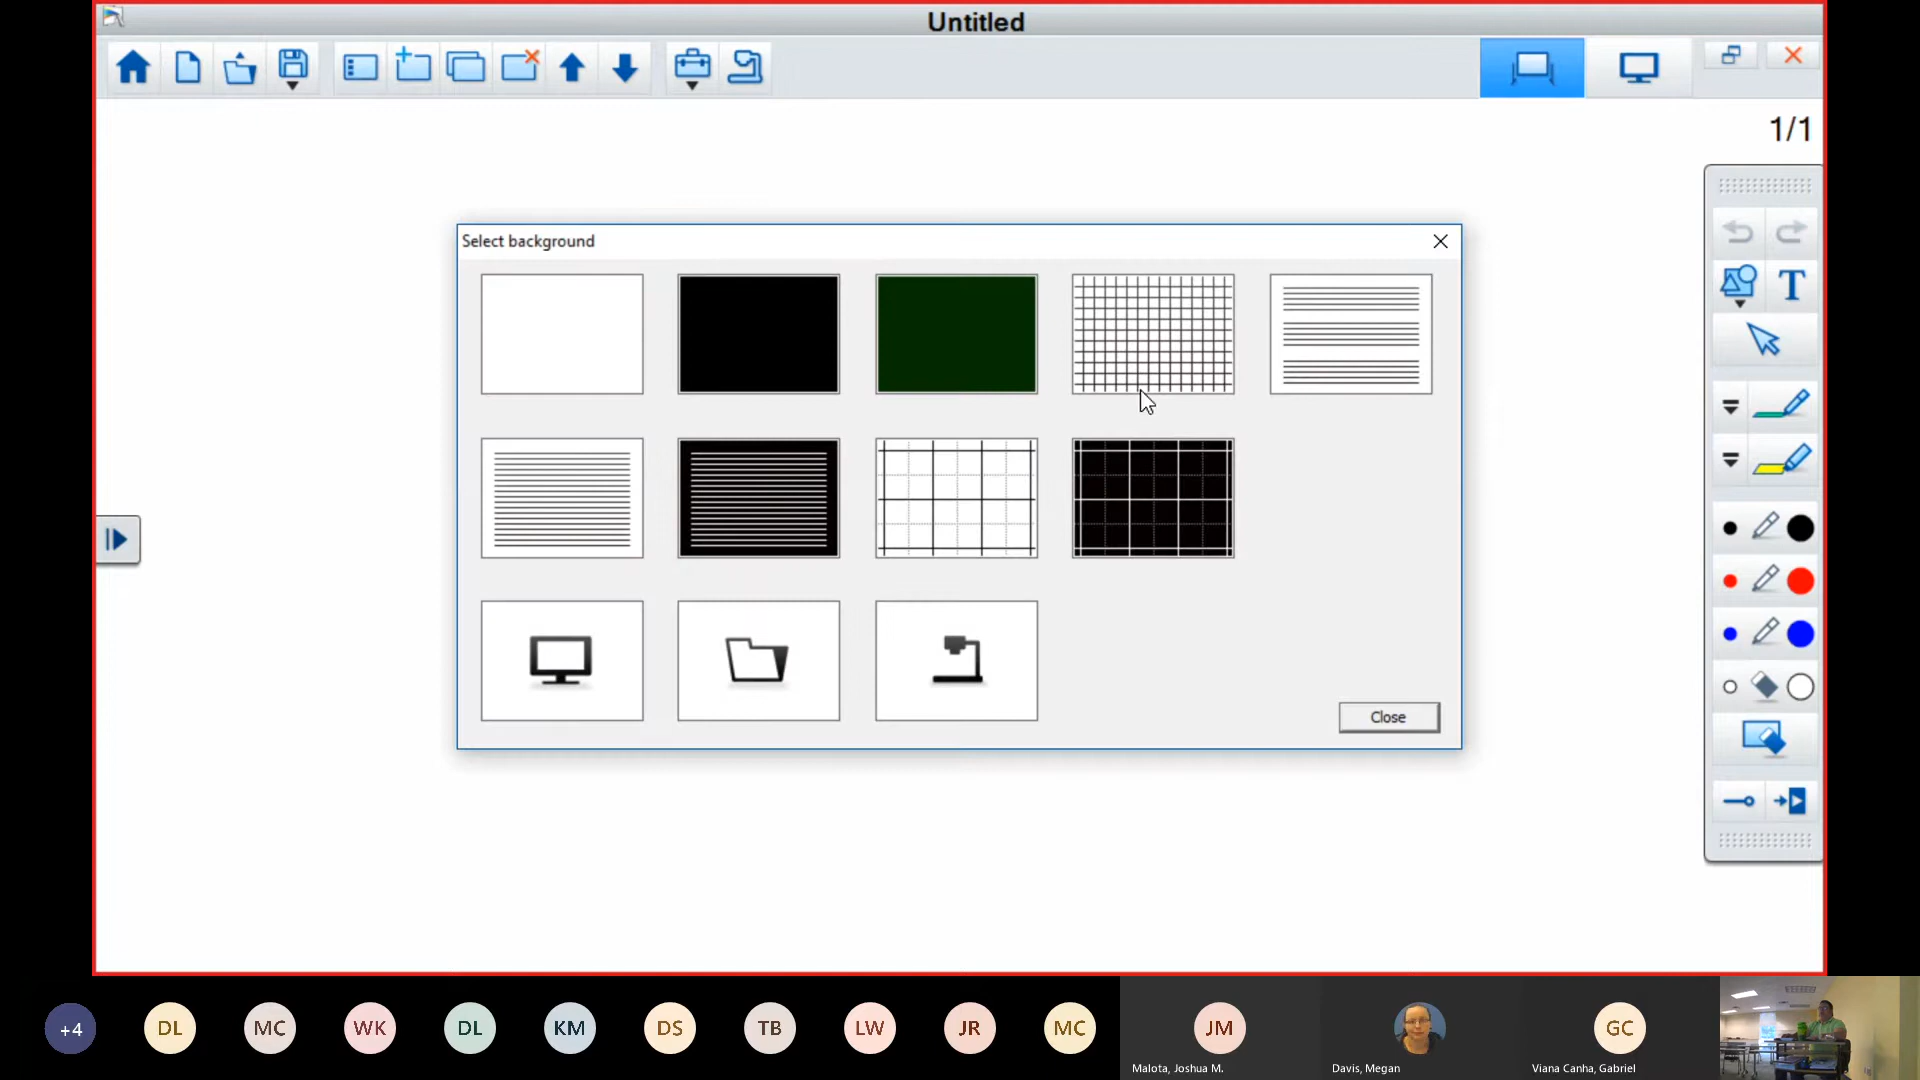 Untitled
1/1
Select background
T
Close
+4
DL
MC
WK
DL
KM
DS
TB
LW
JR
MC
JM
GC
Malota, Joshua M.
Davis, Megan
Viana Canha, Gabriel